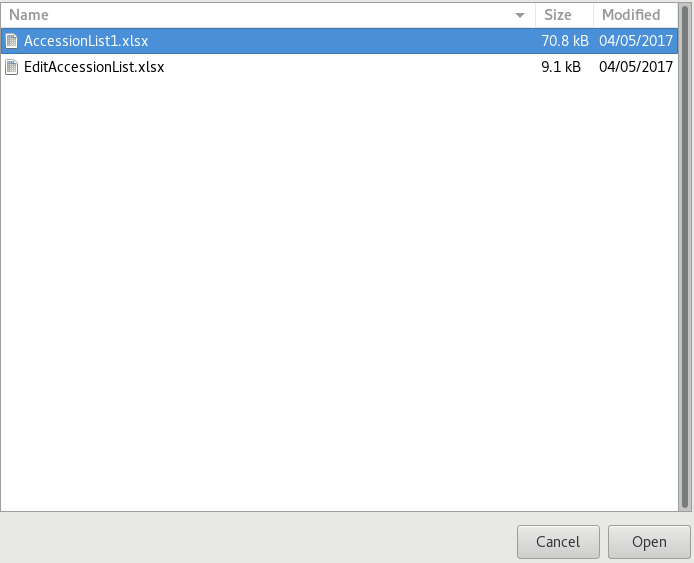 Name Size Modified
AccessionList1.xlsx 70.8 kB 04/05/2017
EditAccessionList.xlsx 9.1 kB 04/05/2017
Cancel Open